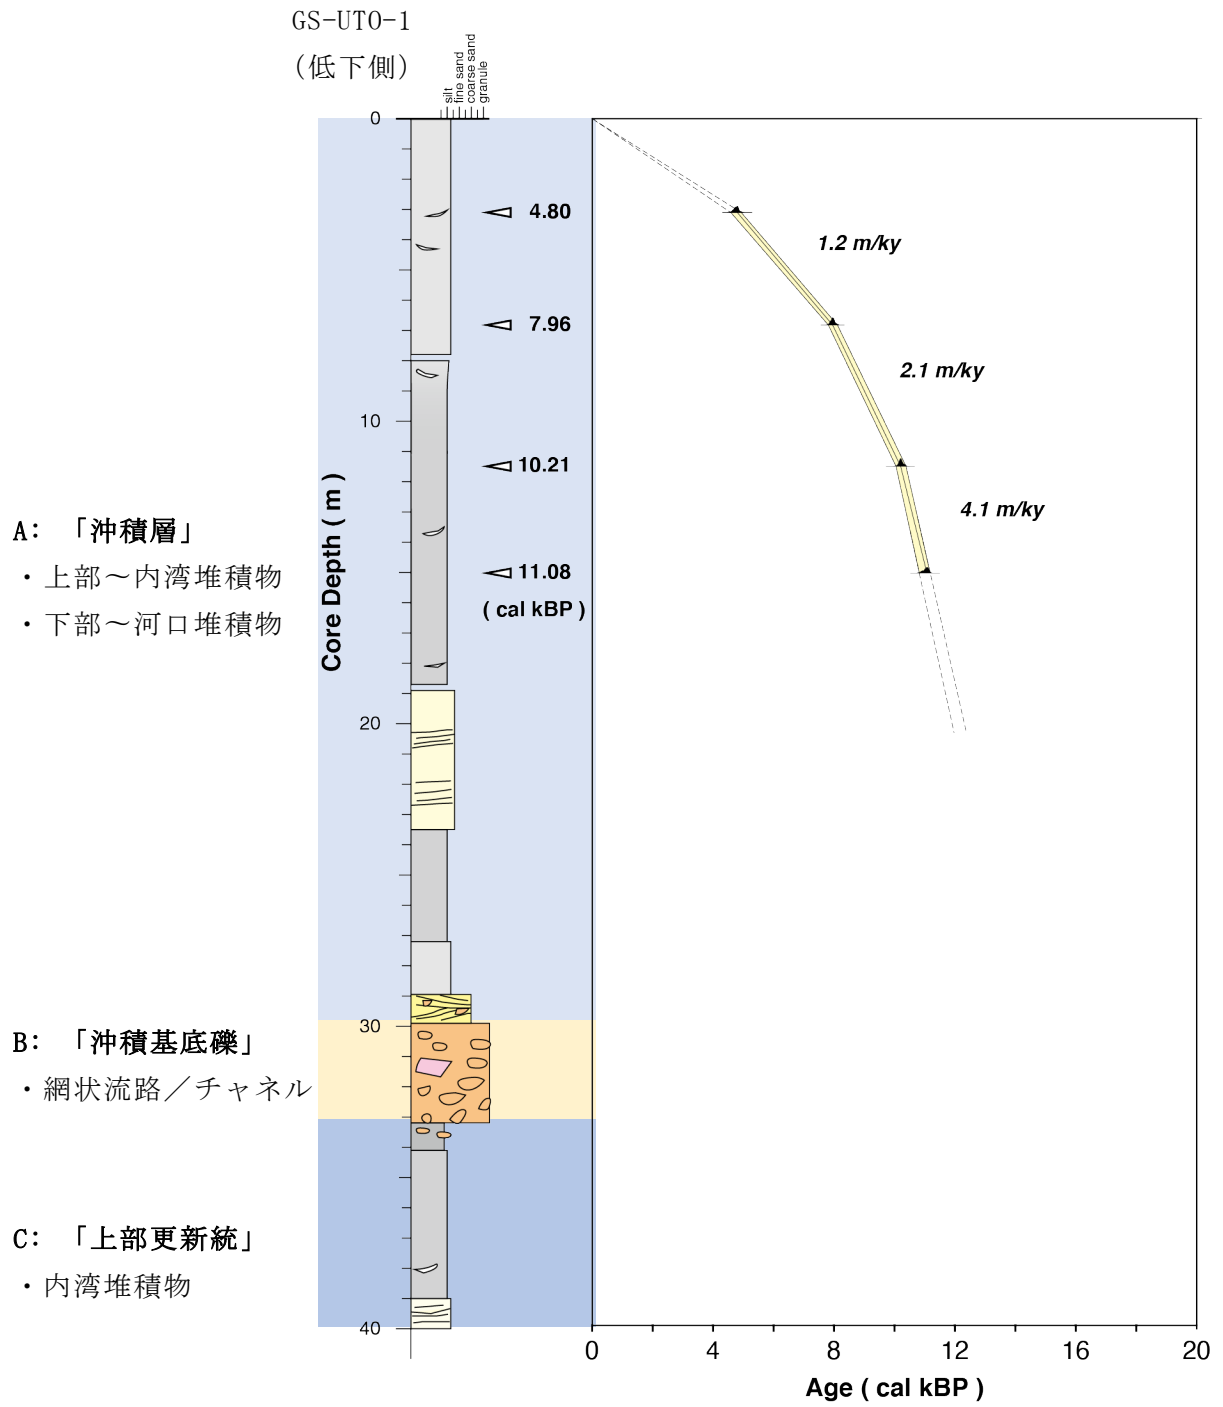 GS-UTO-1
（低下側）
silt
fine sand
coarse sand
granule
0
10
20
30
40
Core Depth ( m )
4.80
7.96
10.21
11.08
( cal kBP )
A: 「沖積層」
・上部～内湾堆積物
・下部～河口堆積物
B: 「沖積基底礫」
・網状流路／チャネル
C: 「上部更新統」
・内湾堆積物
1.2 m/ky
2.1 m/ky
4.1 m/ky
0 4 8 12 16 20
Age ( cal kBP )